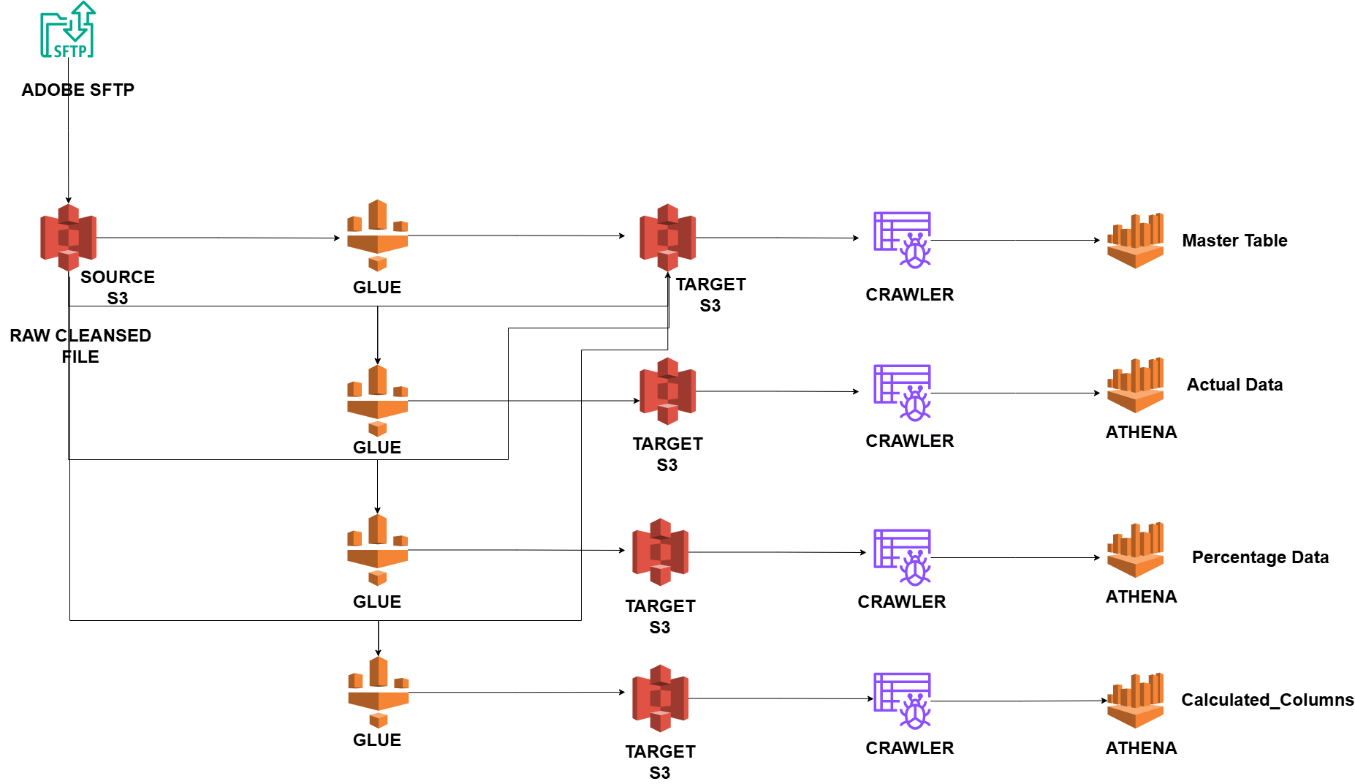 SFTP
ADOBE SFTP
SOURCE
S3
GLUE
TARGET
S3
CRAWLER
Master Table
RAW CLEANSED
FILE
GLUE
TARGET
S3
CRAWLER
ATHENA
Actual Data
GLUE
TARGET
S3
CRAWLER
ATHENA
Percentage Data
GLUE
TARGET
S3
CRAWLER
ATHENA
Calculated_Columns